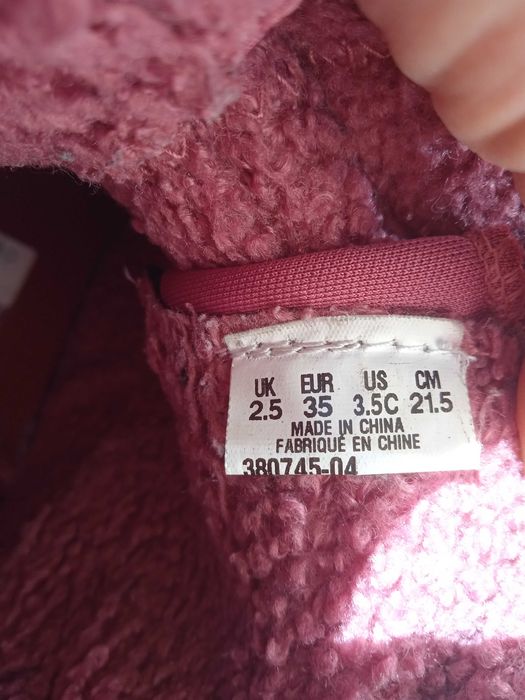 UK EUR US CM
2.5 35 3.5C 21.5
MADE IN CHINA
FABRIQUÉ EN CHINE
380745-04